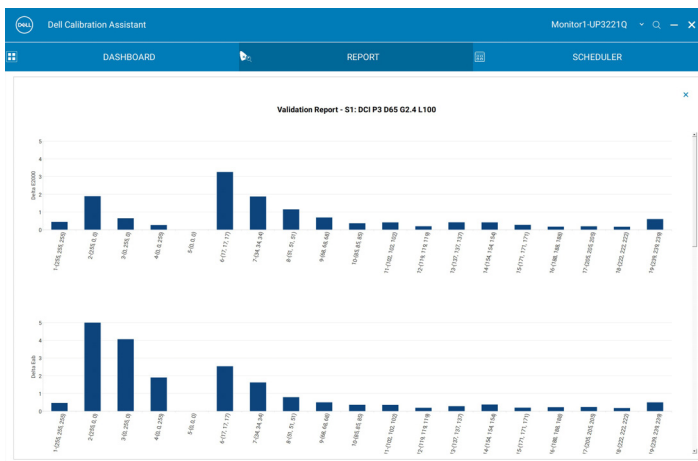 DELL
Dell Calibration Assistant
Monitor1-UP3221Q
DASHBOARD
REPORT
SCHEDULER
Validation Report - S1: DCI P3 D65 G2.4 L100
Delta E2000
5
4
3
2
1
0
1-(255, 255, 255)
2-(255, 0, 0)
3-(0, 255, 0)
4-(0, 0, 255)
5-(0, 0, 0)
6-(17, 17, 17)
7-(34, 34, 34)
8-(51, 51, 51)
9-(68, 68, 68)
10-(85, 85, 85)
11-(102, 102, 102)
12-(119, 119, 119)
13-(137, 137, 137)
14-(154, 154, 154)
15-(171, 171, 171)
16-(188, 188, 188)
17-(205, 205, 205)
18-(222, 222, 222)
19-(239, 239, 239)
Delta Eab
5
4
3
2
1
0
1-(255, 255, 255)
2-(255, 0, 0)
3-(0, 255, 0)
4-(0, 0, 255)
5-(0, 0, 0)
6-(17, 17, 17)
7-(34, 34, 34)
8-(51, 51, 51)
9-(68, 68, 68)
10-(85, 85, 85)
11-(102, 102, 102)
12-(119, 119, 119)
13-(137, 137, 137)
14-(154, 154, 154)
15-(171, 171, 171)
16-(188, 188, 188)
17-(205, 205, 205)
18-(222, 222, 222)
19-(239, 239, 239)